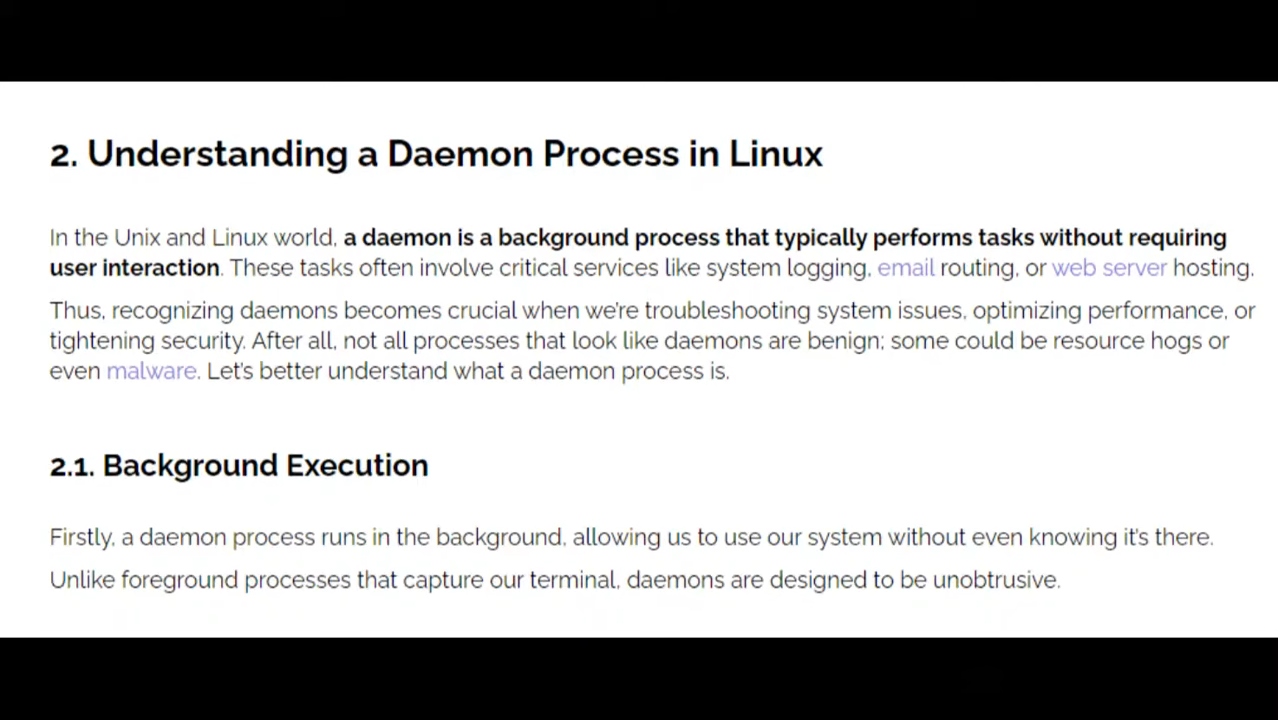 2. Understanding a Daemon Process in Linux
In the Unix and Linux world, a daemon is a background process that typically performs tasks without requiring
user interaction. These tasks often involve critical services like system logging, email routing, or web server hosting.
Thus, recognizing daemons becomes crucial when we're troubleshooting system issues, optimizing performance, or
tightening security. After all, not all processes that look like daemons are benign; some could be resource hogs or
even malware. Let's better understand what a daemon process is.
2.1. Background Execution
Firstly, a daemon process runs in the background, allowing us to use our system without even knowing it's there.
Unlike foreground processes that capture our terminal, daemons are designed to be unobtrusive.